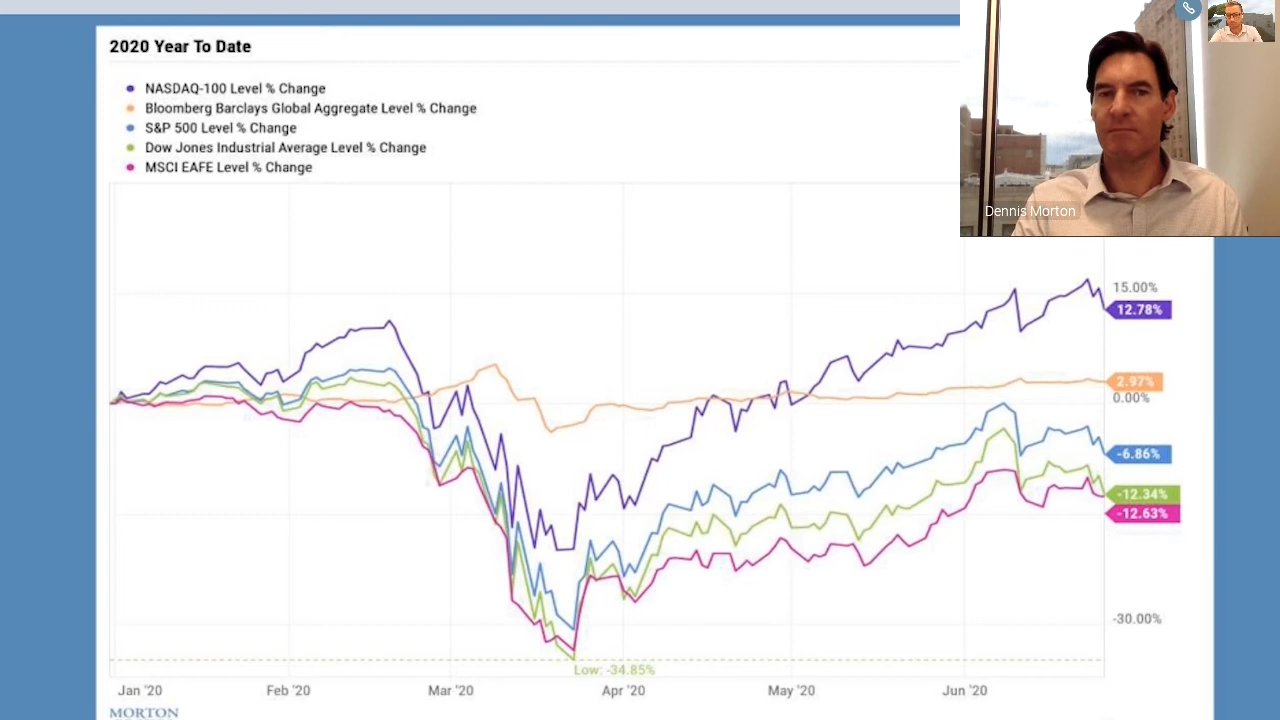 2020 Year To Date
NASDAQ-100 Level % Change
Bloomberg Barclays Global Aggregate Level % Change
S&P 500 Level % Change
Dow Jones Industrial Average Level % Change
MSCI EAFE Level % Change
Dennis Morton
15.00%
12.78%
2.97%
0.00%
-6.86%
-12.34%
-12.63%
-30.00%
Low: -34.85%
Jan '20 Feb '20 Mar '20 Apr '20 May '20 Jun '20
MORTON